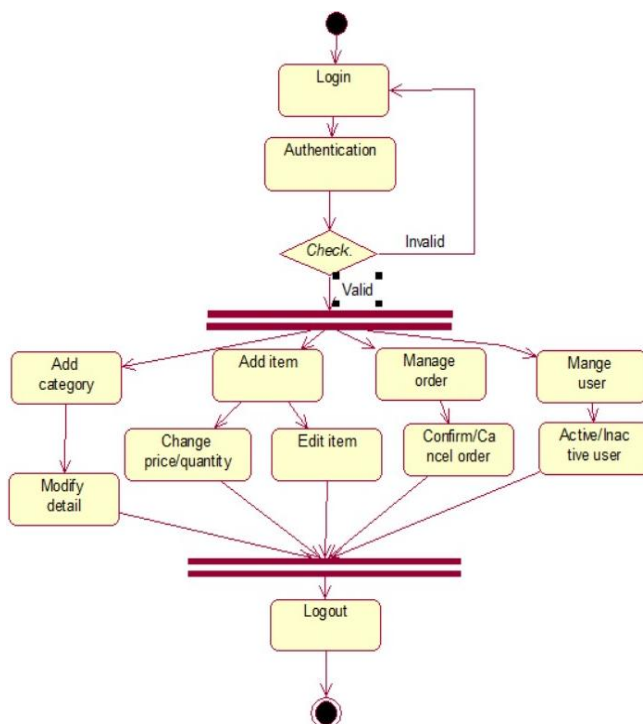 Login
Authentication
Check.
Invalid
Valid
Add
category
Add item
Manage
order
Mange
user
Change
price/quantity
Edit item
Confirm/Ca
ncel order
Active/Inac
tive user
Modify
detail
Logout